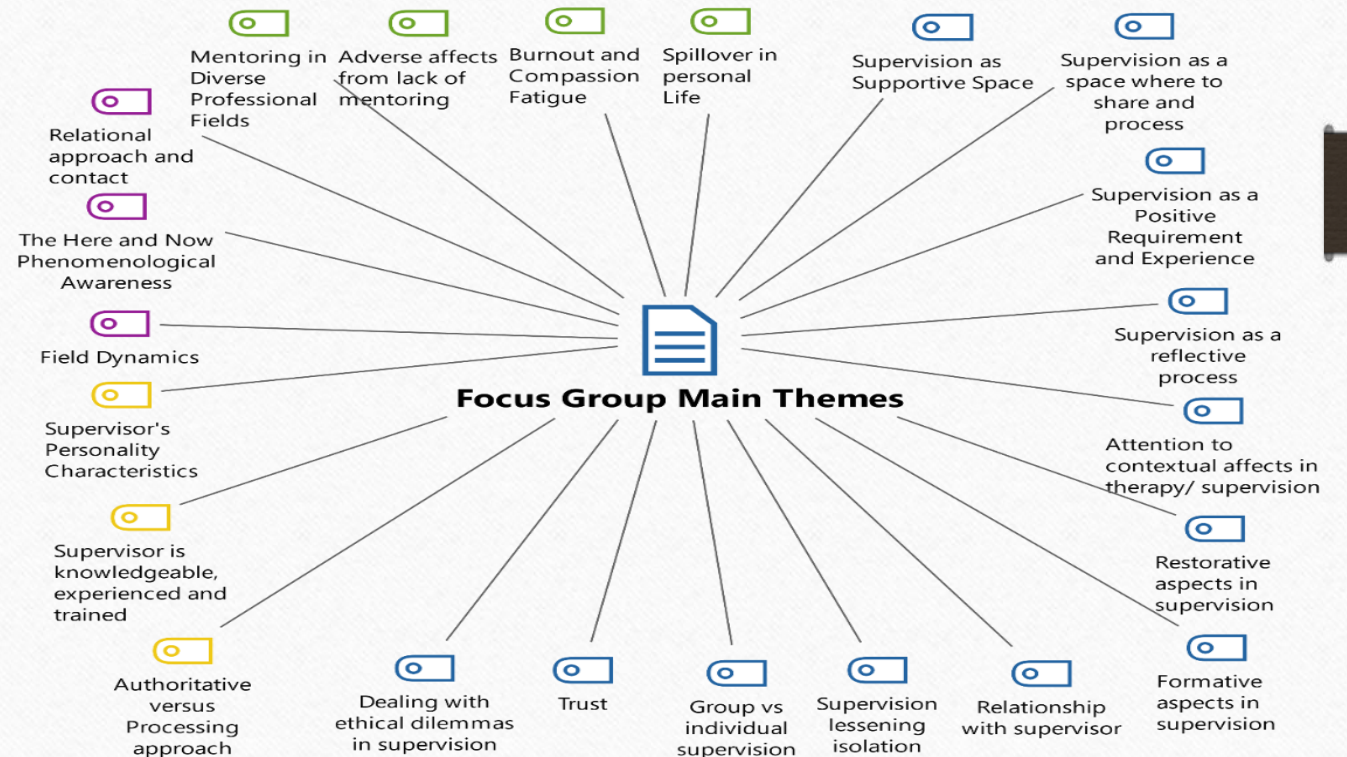 Mentoring in
Diverse
Professional
Fields
Adverse affects
from lack of
mentoring
Burnout and
Compassion
Fatigue
Spillover in
personal
Life
Supervision as
Supportive Space
Supervision as a
space where to
share and
process
Relational
approach and
contact
Supervision as a
Positive
Requirement
and Experience
The Here and Now
Phenomenological
Awareness
Field Dynamics
Supervision as a
reflective
process
Focus Group Main Themes
Supervisor's
Personality
Characteristics
Attention to
contextual affects in
therapy/ supervision
Supervisor is
knowledgeable,
experienced and
trained
Restorative
aspects in
supervision
Authoritative
versus
Processing
approach
Dealing with
ethical dilemmas
in supervision
Trust
Group vs
individual
supervision
Supervision
lessening
isolation
Relationship
with supervisor
Formative
aspects in
supervision